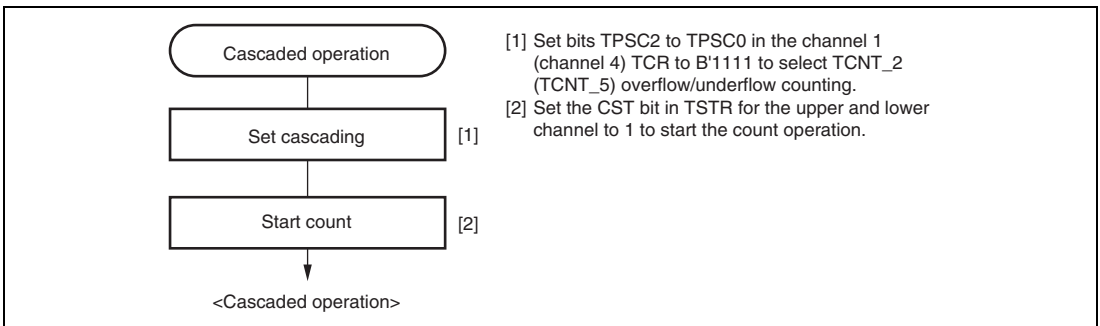 Cascaded operation
Set cascading
[1]
Start count
[2]
<Cascaded operation>
[1] Set bits TPSC2 to TPSC0 in the channel 1
(channel 4) TCR to B'1111 to select TCNT_2
(TCNT_5) overflow/underflow counting.
[2] Set the CST bit in TSTR for the upper and lower
channel to 1 to start the count operation.